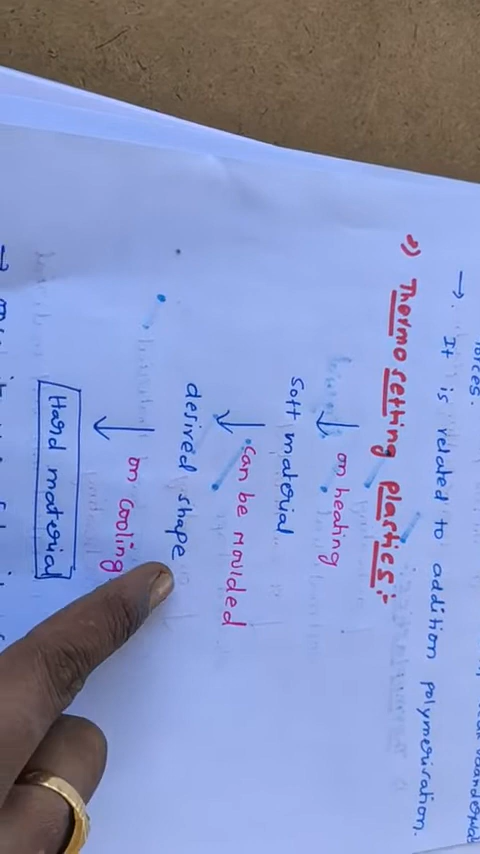 forces.
→ It is related to addition polymerization.
2) Thermo setting plastics:-
↓ on heating
Soft material
↓ can be moulded
desired shape
↓ on cooling
Hard material